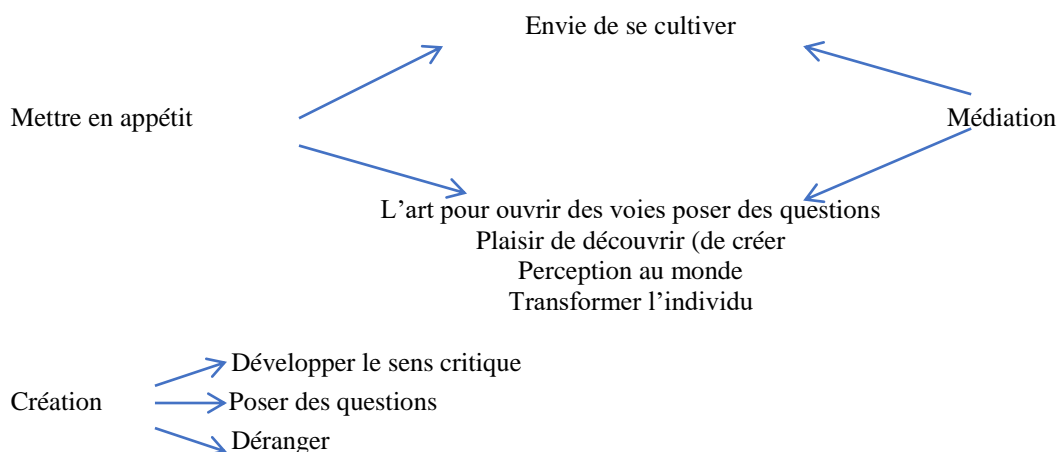 Envie de se cultiver
Mettre en appétit
Médiation
L’art pour ouvrir des voies poser des questions
Plaisir de découvrir (de créer
Perception au monde
Transformer l’individu
Développer le sens critique
Création
Poser des questions
Déranger